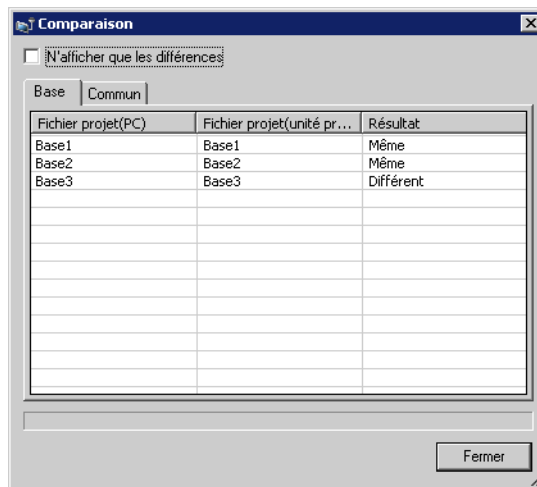 Comparaison
N'afficher que les différences
Base Commun
Fichier projet(PC) Fichier projet(unité pr... Résultat
Base1 Base1 Même
Base2 Base2 Même
Base3 Base3 Différent
Fermer